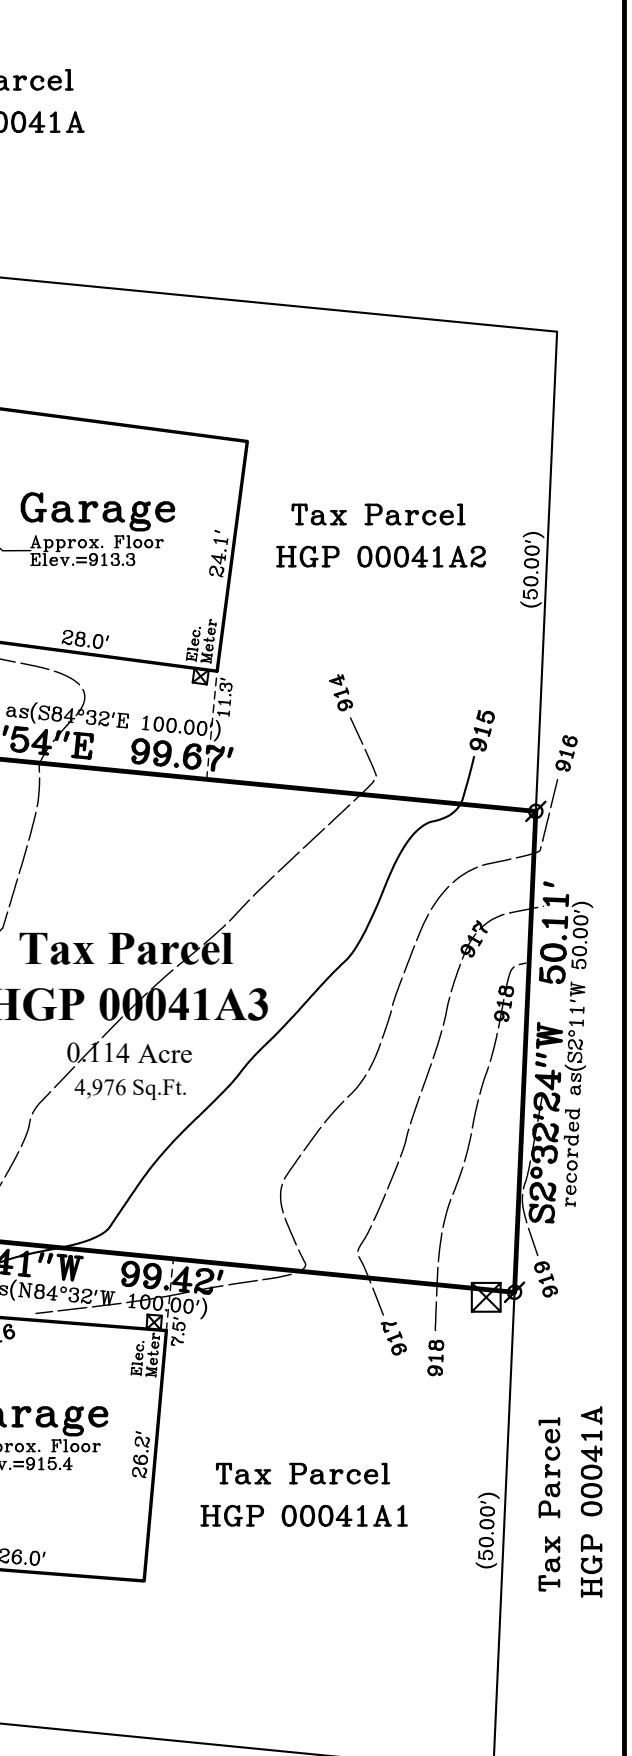 arcel
0041A
Garage
Approx. Floor
Elev.=913.3
24.1'
28.0'
Elec.
Meter
11.3'
Tax Parcel
HGP 00041A2
(50.00')
914
915
916
as(S84°32'E 100.00')
'54"E 99.67'
917
918
Tax Parcel
HGP 00041A3
0.114 Acre
4,976 Sq.Ft.
S2°32'24"W 50.11'
recorded as(S2°11'W 50.00')
919
41"W 99.42'
s(N84°32'W 100.00')
6
Elec.
Meter
7.5'
917
918
arage
prox. Floor
v.=915.4
26.2'
26.0'
Tax Parcel
HGP 00041A1
(50.00')
Tax Parcel
HGP 00041A